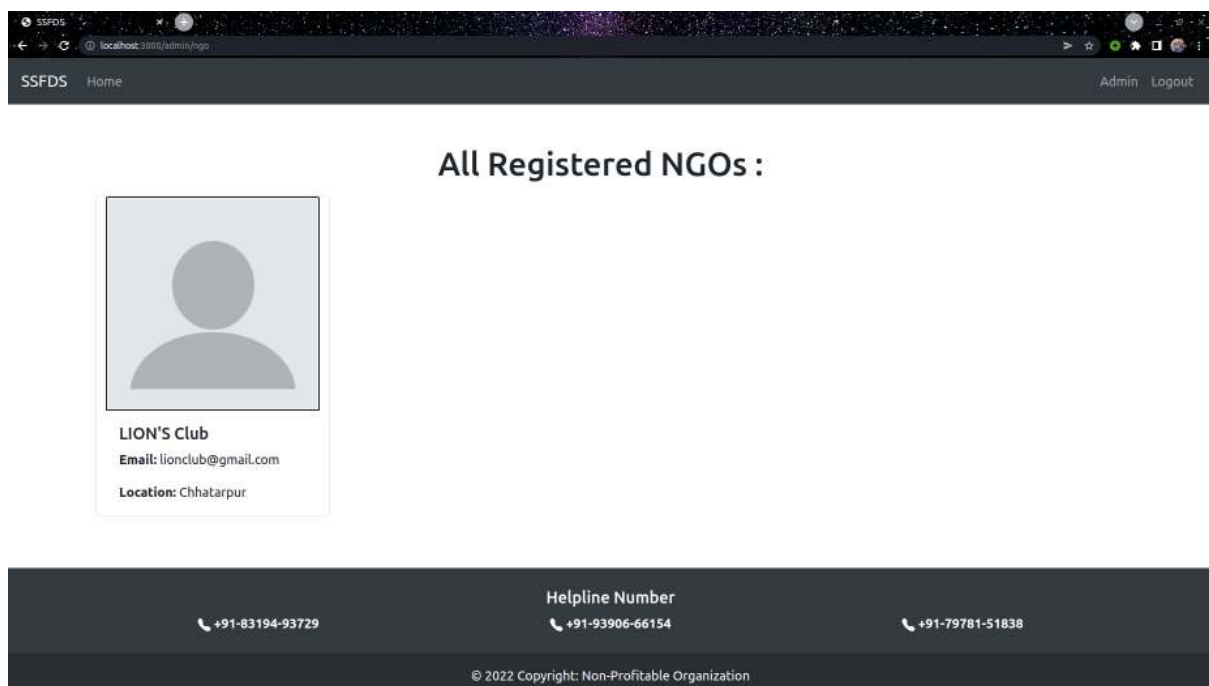 SSFDS
localhost:3000/admin/ngo
SSFDS Home Admin Logout
All Registered NGOs :
LION'S Club
Email: lionclub@gmail.com
Location: Chhatarpur
Helpline Number
+91-83194-93729 +91-93906-66154 +91-79781-51838
© 2022 Copyright: Non-Profitable Organization